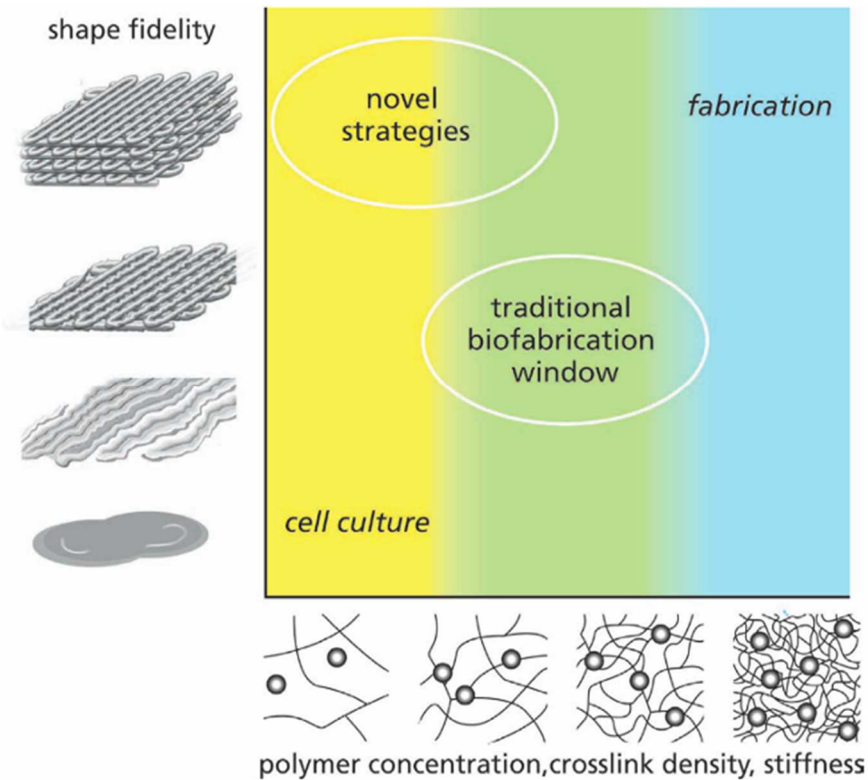 shape fidelity
novel
strategies
fabrication
traditional
biofabrication
window
cell culture
polymer concentration,crosslink density, stiffness